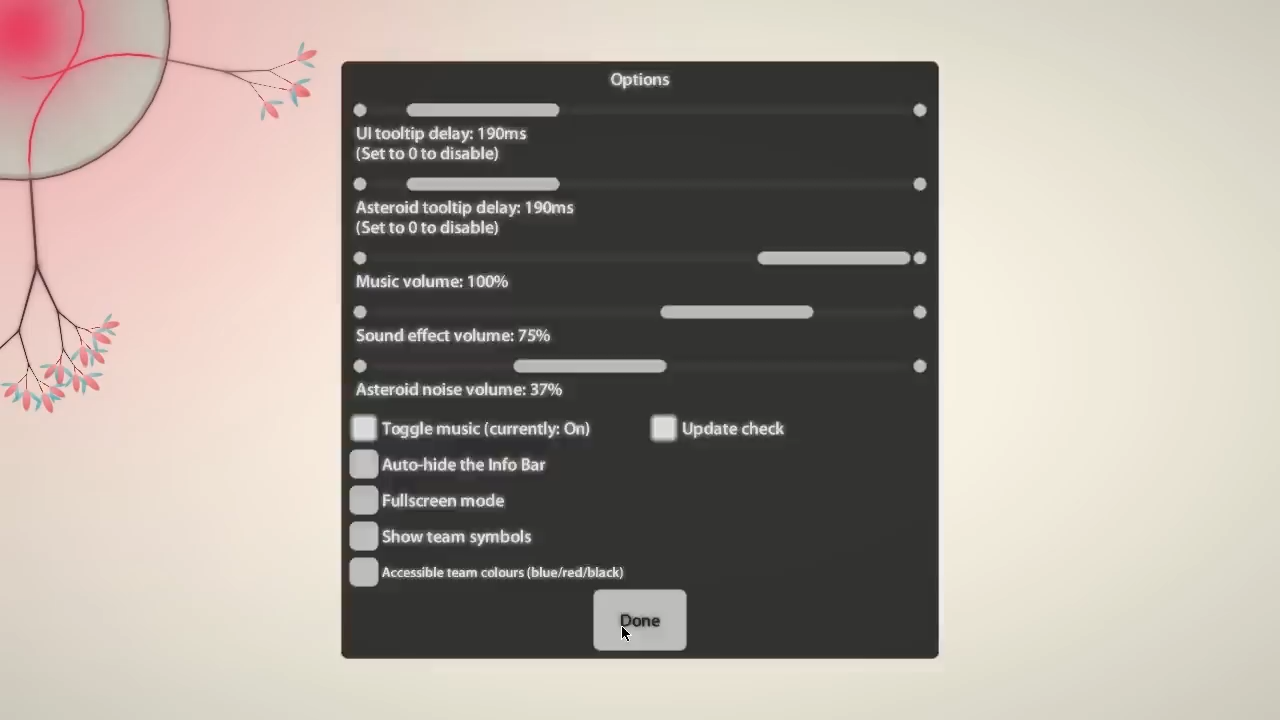 Options
UI tooltip delay: 190ms
(Set to 0 to disable)
Asteroid tooltip delay: 190ms
(Set to 0 to disable)
Music volume: 100%
Sound effect volume: 75%
Asteroid noise volume: 37%
Toggle music (currently: On)
Update check
Auto-hide the Info Bar
Fullscreen mode
Show team symbols
Accessible team colours (blue/red/black)
Done